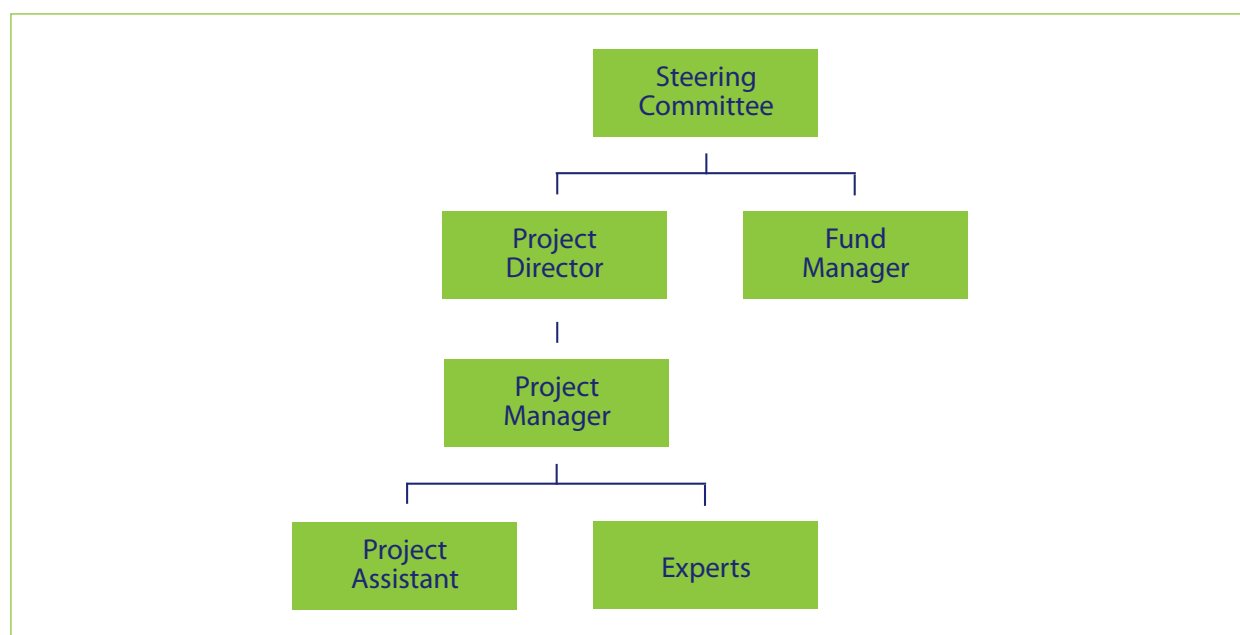 Steering
Committee
Project
Director
Fund
Manager
Project
Manager
Project
Assistant
Experts